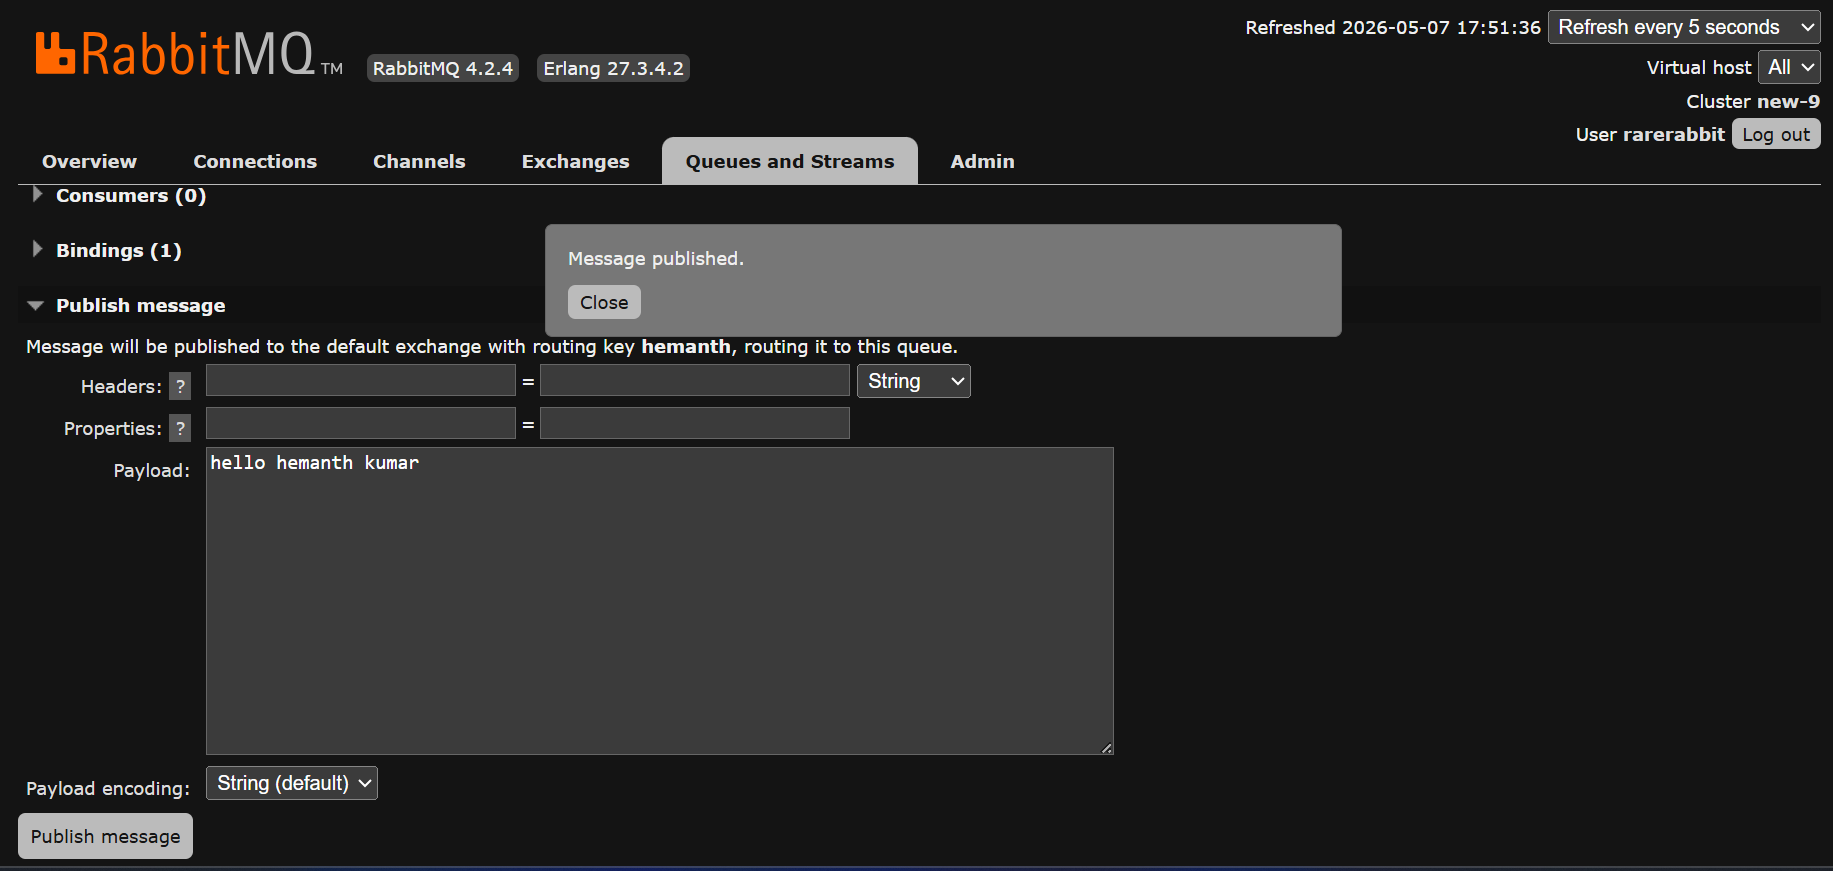 Refreshed 2026-05-07 17:51:36 Refresh every 5 seconds
RabbitMQ TM RabbitMQ 4.2.4 Erlang 27.3.4.2
Virtual host All
Cluster new-9
User rarerabbit Log out
Overview Connections Channels Exchanges Queues and Streams Admin
Consumers (0)
Bindings (1)
Message published.
Close
Publish message
Message will be published to the default exchange with routing key hemanth, routing it to this queue.
Headers: ? = String
Properties: ? =
Payload: hello hemanth kumar
Payload encoding: String (default)
Publish message